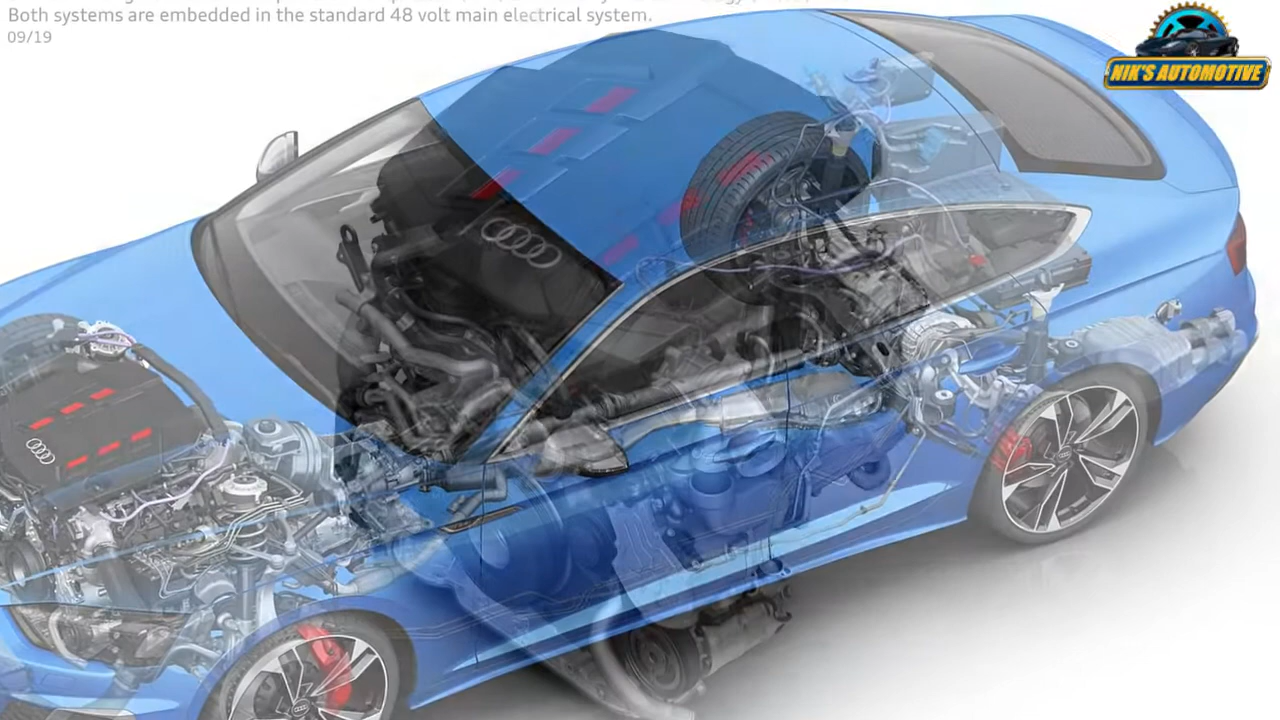 Both systems are embedded in the standard 48 volt main electrical system.
09/19
NIK'S AUTOMOTIVE